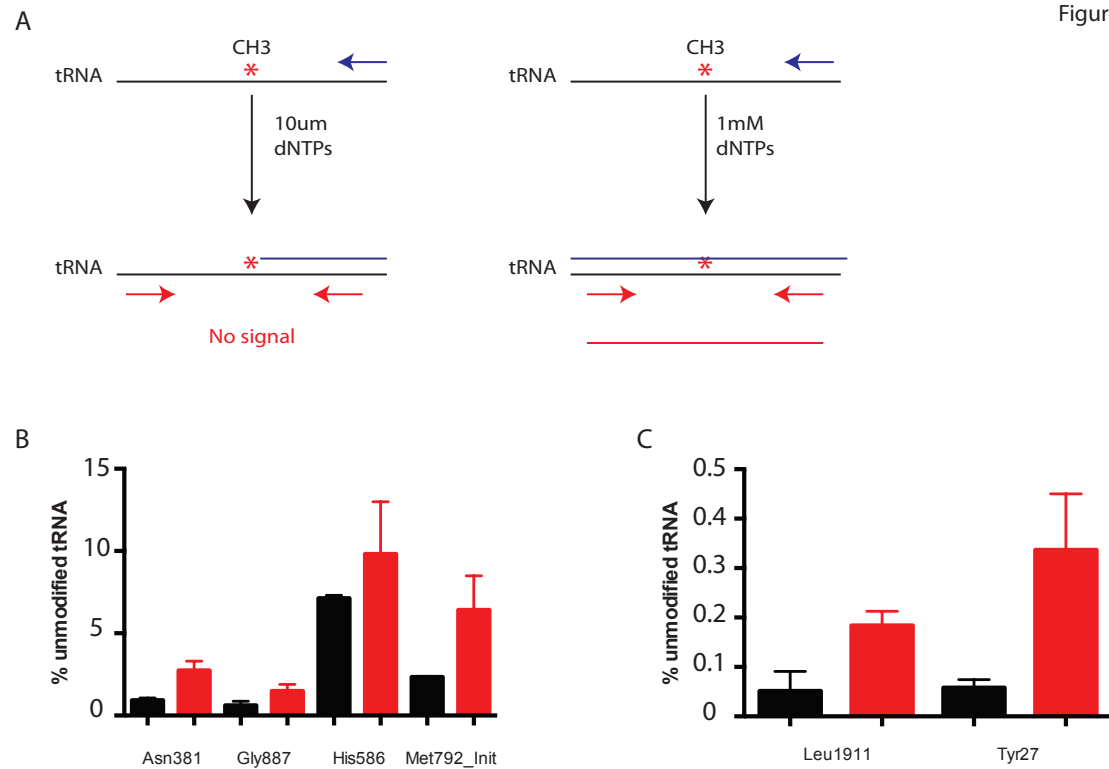 Figur
A
CH3
*
tRNA
10um
dNTPs
tRNA
*
No signal
CH3
*
tRNA
1mM
dNTPs
tRNA
*
B
% unmodified tRNA
15
10
5
0
Asn381 Gly887 His586 Met792_Init
C
% unmodified tRNA
0.5
0.4
0.3
0.2
0.1
0
Leu1911 Tyr27